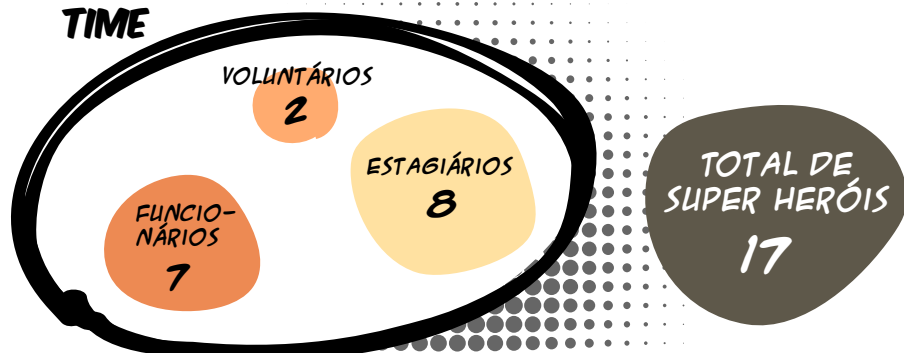 TIME
VOLUNTÁRIOS
2
ESTAGIÁRIOS
8
FUNCIO-
NÁRIOS
7
TOTAL DE
SUPER HERÓIS
17